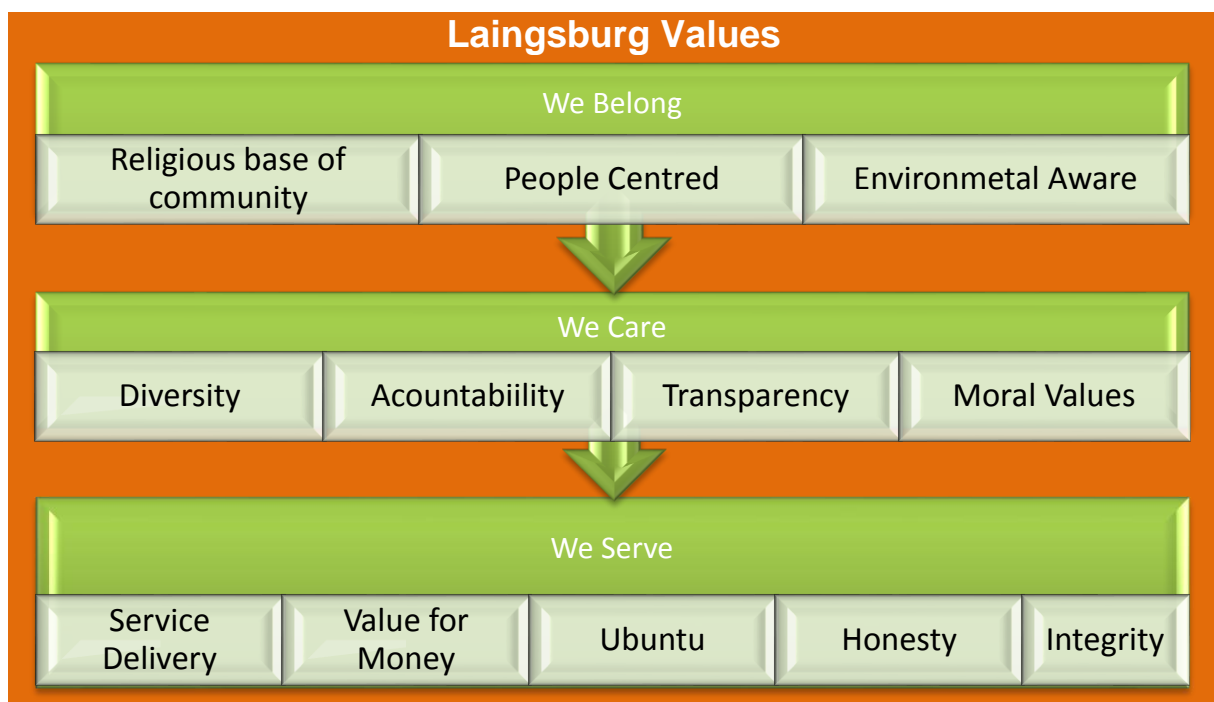 Laingsburg Values
We Belong
Religious base of
community
People Centred
Environmetal Aware
We Care
Diversity
Acountabiility
Transparency
Moral Values
We Serve
Service
Delivery
Value for
Money
Ubuntu
Honesty
Integrity